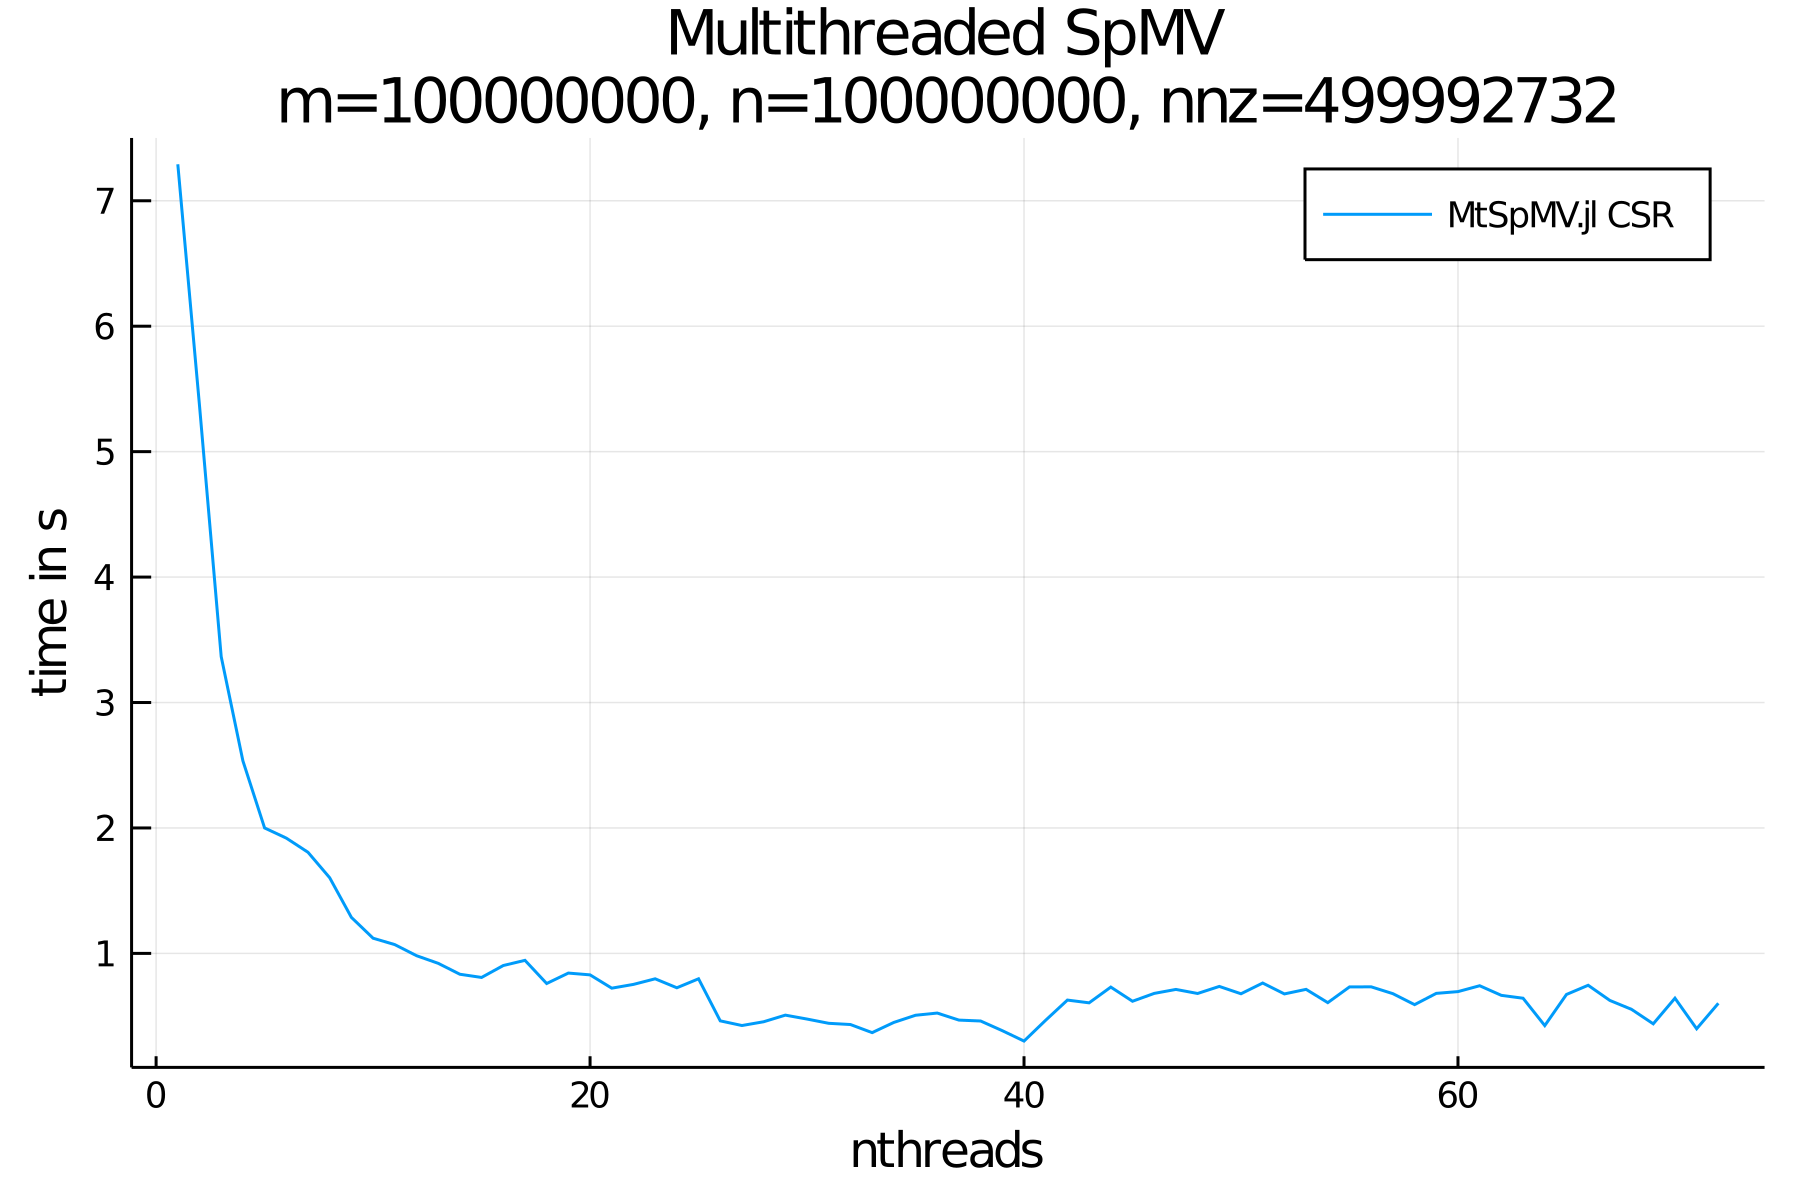 Multithreaded SpMV
m=100000000, n=100000000, nnz=499992732
MtSpMV.jl CSR
time in s
7
6
5
4
3
2
1
0
20
40
60
nthreads